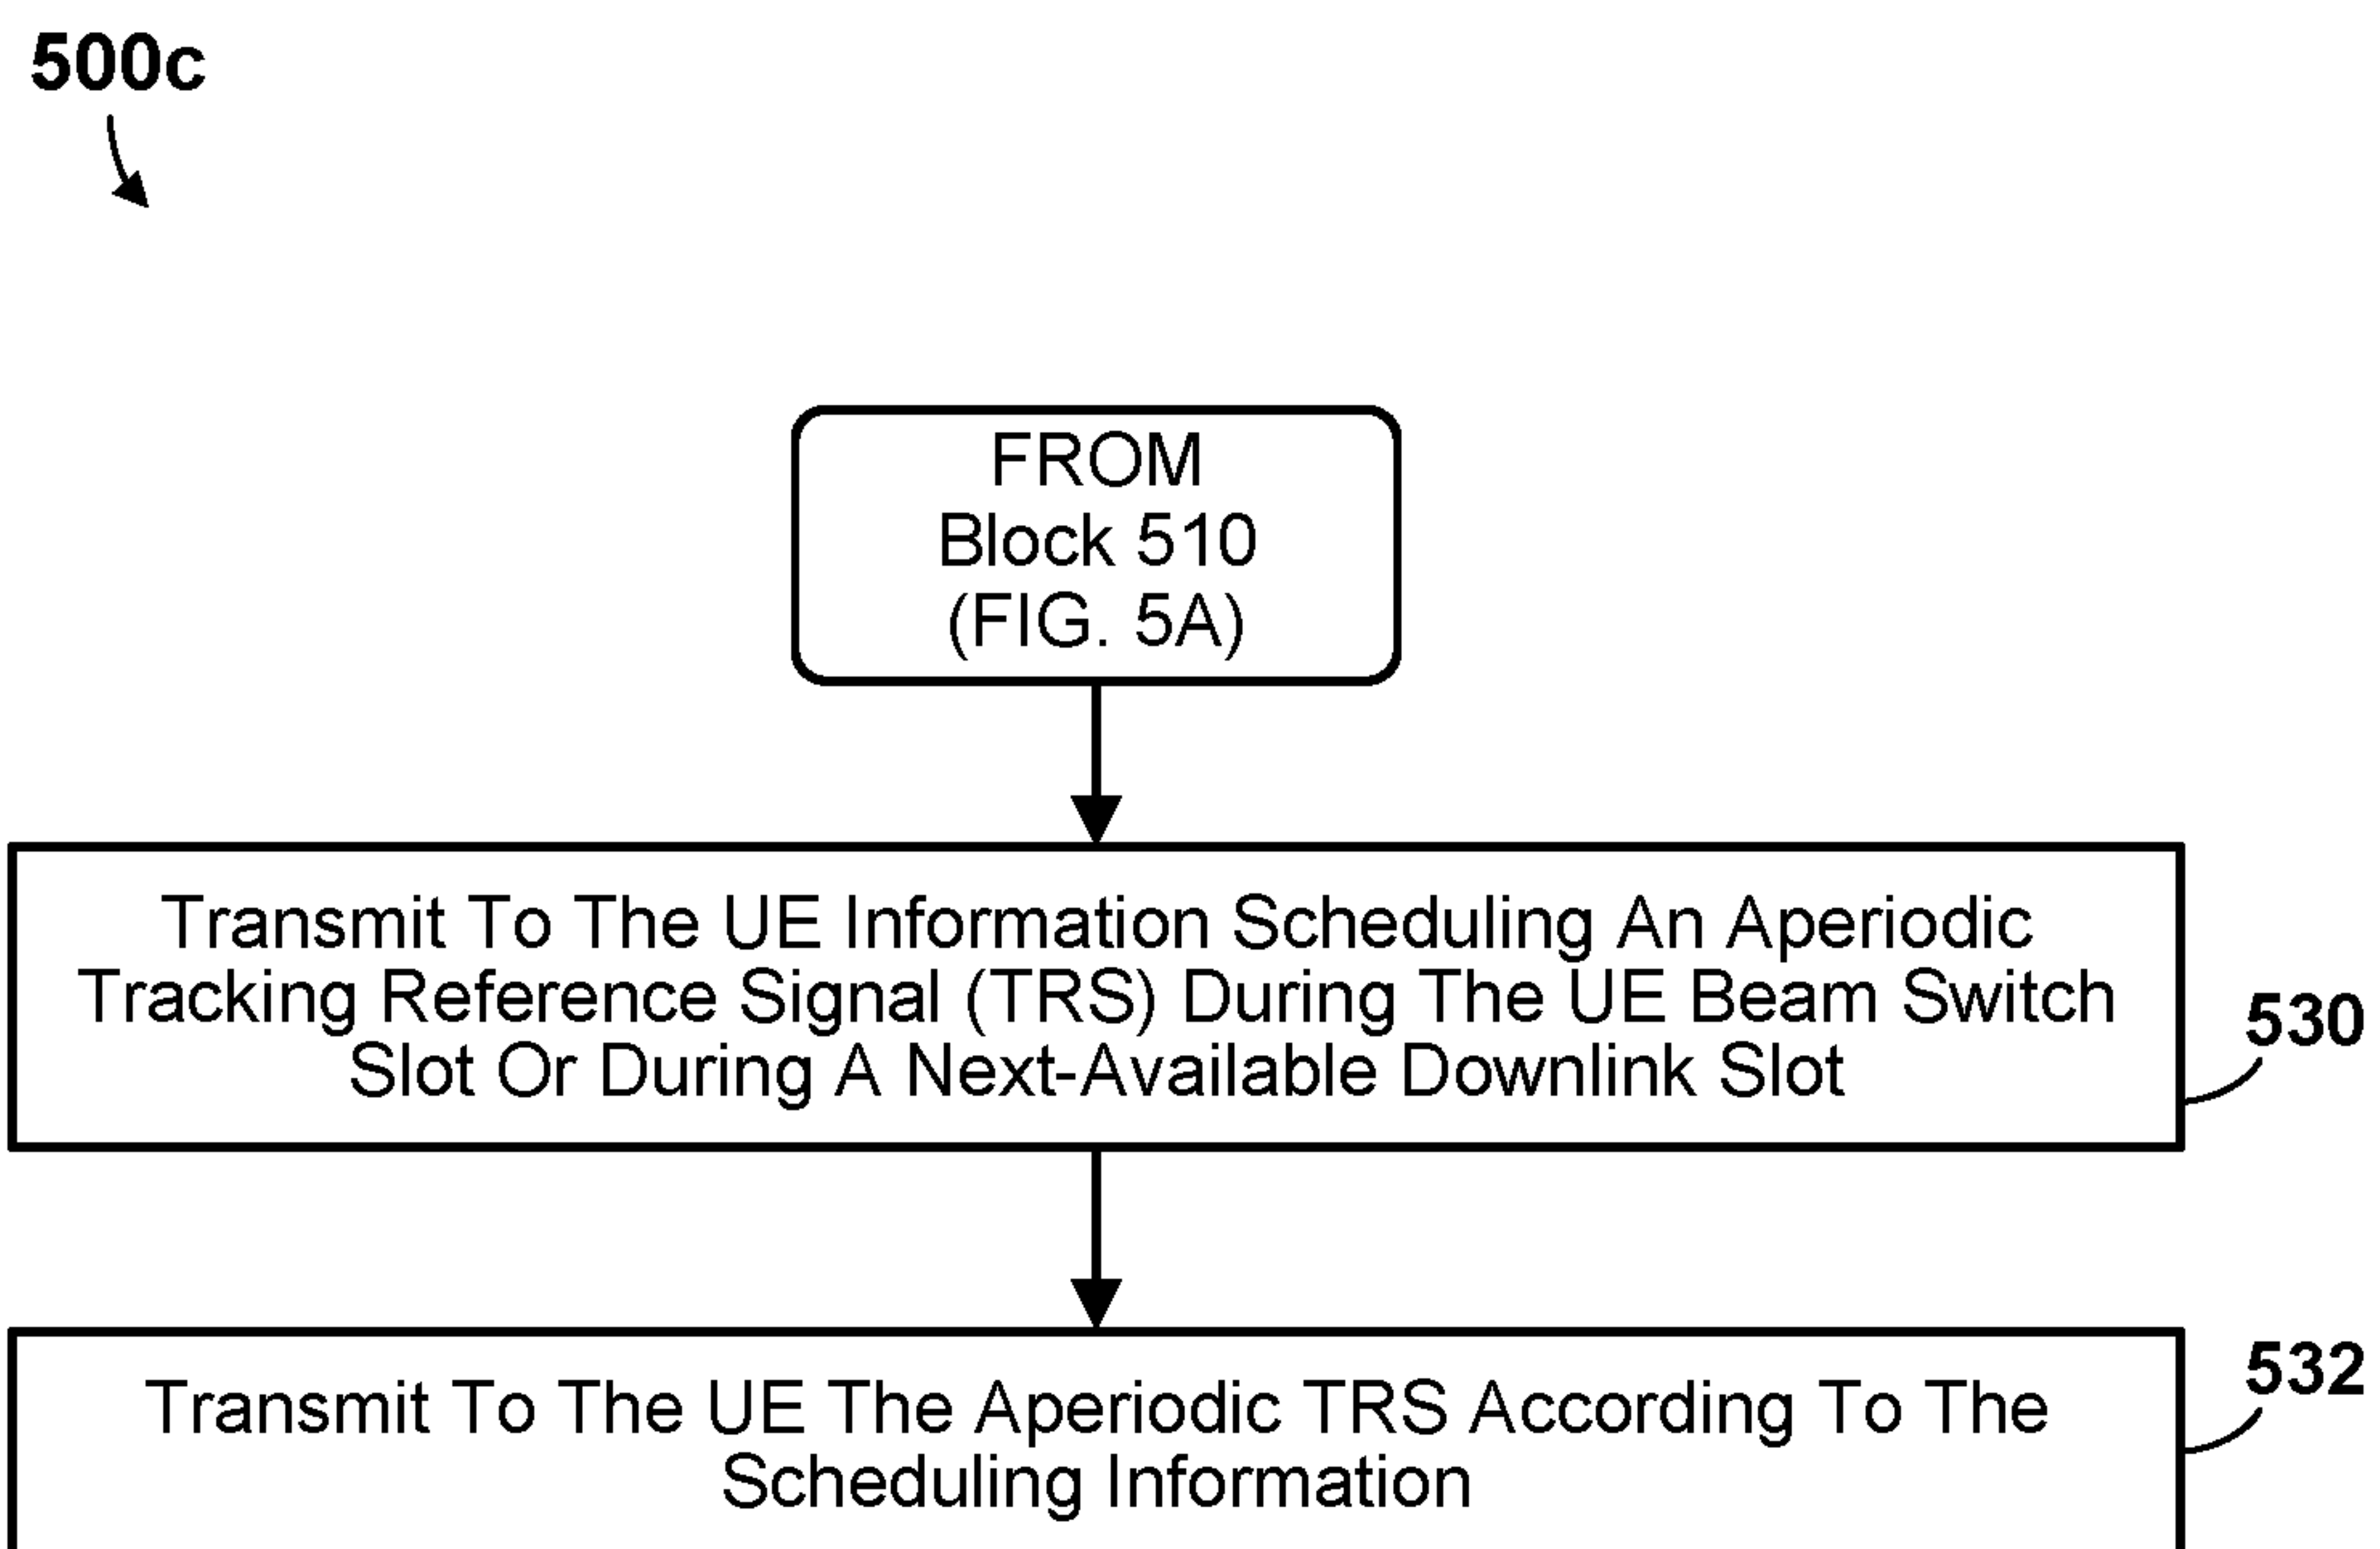 500c
FROM
Block 510
(FIG. 5A)
Transmit To The UE Information Scheduling An Aperiodic
Tracking Reference Signal (TRS) During The UE Beam Switch
Slot Or During A Next-Available Downlink Slot
530
Transmit To The UE The Aperiodic TRS According To The
Scheduling Information
532